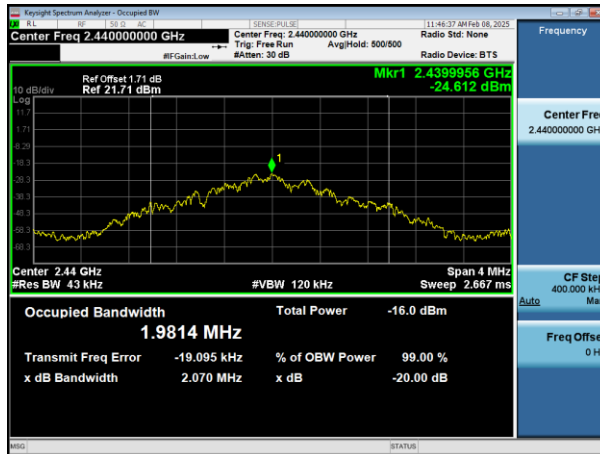 Keysight Spectrum Analyzer - Occupied BW
RL RF 50 Ω AC SENSE:PULSE 11:46:37 AM Feb 08, 2025
Center Freq 2.440000000 GHz
Center Freq: 2.440000000 GHz Radio Std: None
Trig: Free Run Avg|Hold: 500/500
#IFGain:Low #Atten: 30 dB Radio Device: BTS
Frequency
Mkr1 2.4399956 GHz
-24.612 dBm
Ref Offset 1.71 dB
10 dB/div Ref 21.71 dBm
Log
11.7
1.71
-8.29
-18.3
-28.3
-38.3
-48.3
-58.3
-68.3
1
Center 2.44 GHz Span 4 MHz
#Res BW 43 kHz #VBW 120 kHz Sweep 2.667 ms
Occupied Bandwidth Total Power -16.0 dBm
1.9814 MHz
Transmit Freq Error -19.095 kHz % of OBW Power 99.00 %
x dB Bandwidth 2.070 MHz x dB -20.00 dB
Center Fre
2.440000000 GH
CF Ste
400.000 kH
Auto Ma
Freq Offse
0 H
MSG STATUS